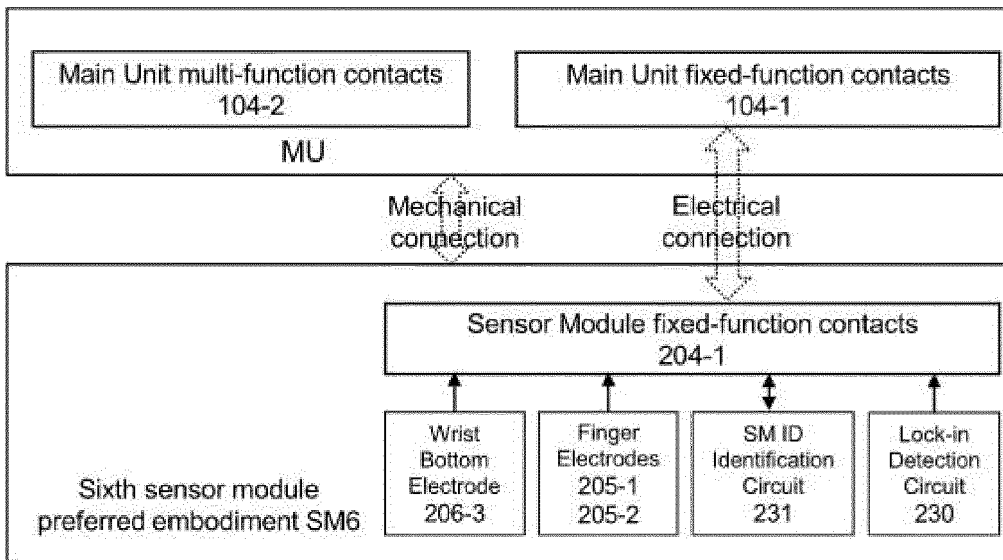 Main Unit multi-function contacts
104-2
Main Unit fixed-function contacts
104-1
MU
Mechanical
connection
Electrical
connection
Sensor Module fixed-function contacts
204-1
Wrist
Bottom
Electrode
206-3
Finger
Electrodes
205-1
205-2
SM ID
Identification
Circuit
231
Lock-in
Detection
Circuit
230
Sixth sensor module
preferred embodiment SM6